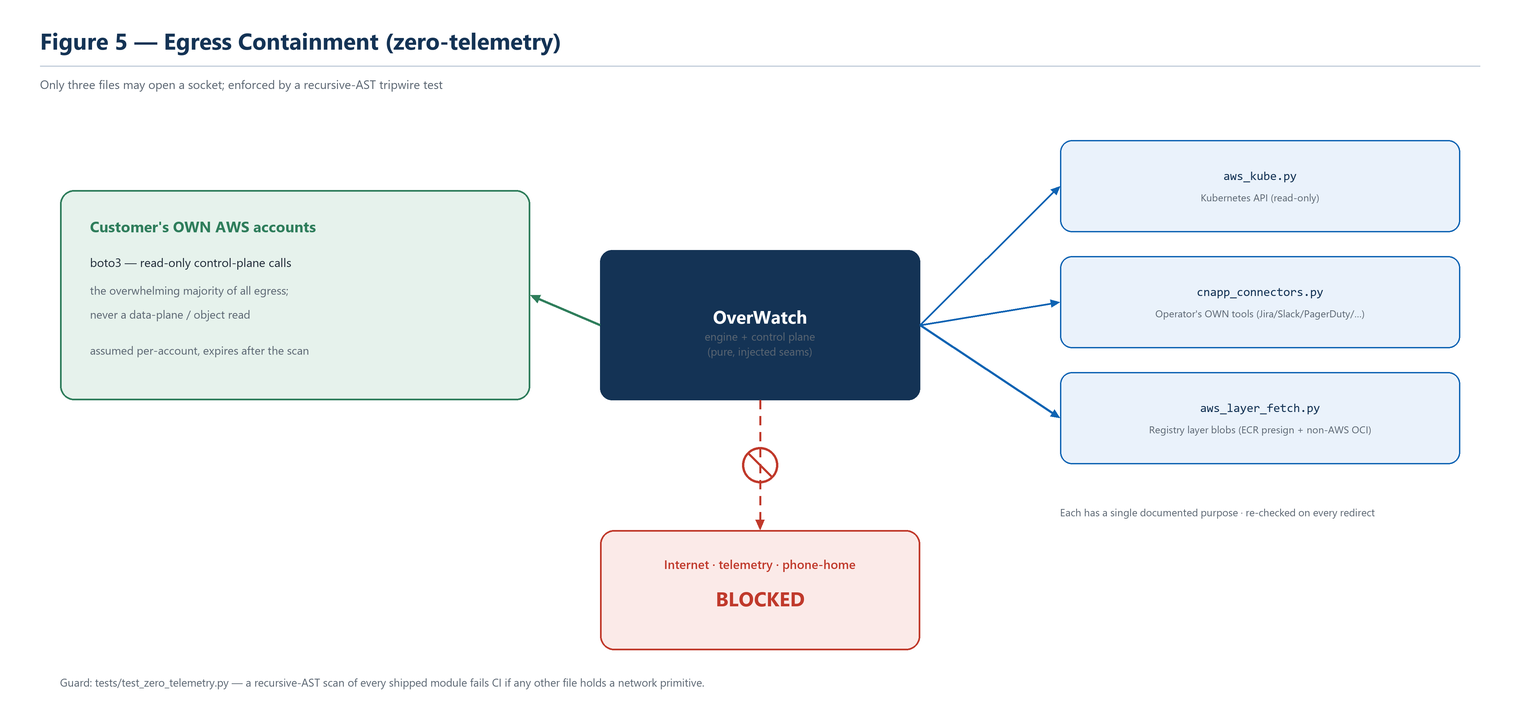 Figure 5 — Egress Containment (zero-telemetry)
Only three files may open a socket; enforced by a recursive-AST tripwire test
Customer's OWN AWS accounts
boto3 — read-only control-plane calls
the overwhelming majority of all egress;
never a data-plane / object read
assumed per-account, expires after the scan
OverWatch
engine + control plane
(pure, injected seams)
aws_kube.py
Kubernetes API (read-only)
cnapp_connectors.py
Operator's OWN tools (Jira/Slack/PagerDuty/...)
aws_layer_fetch.py
Registry layer blobs (ECR presign + non-AWS OCI)
Each has a single documented purpose · re-checked on every redirect
Internet · telemetry · phone-home
BLOCKED
Guard: tests/test_zero_telemetry.py — a recursive-AST scan of every shipped module fails CI if any other file holds a network primitive.